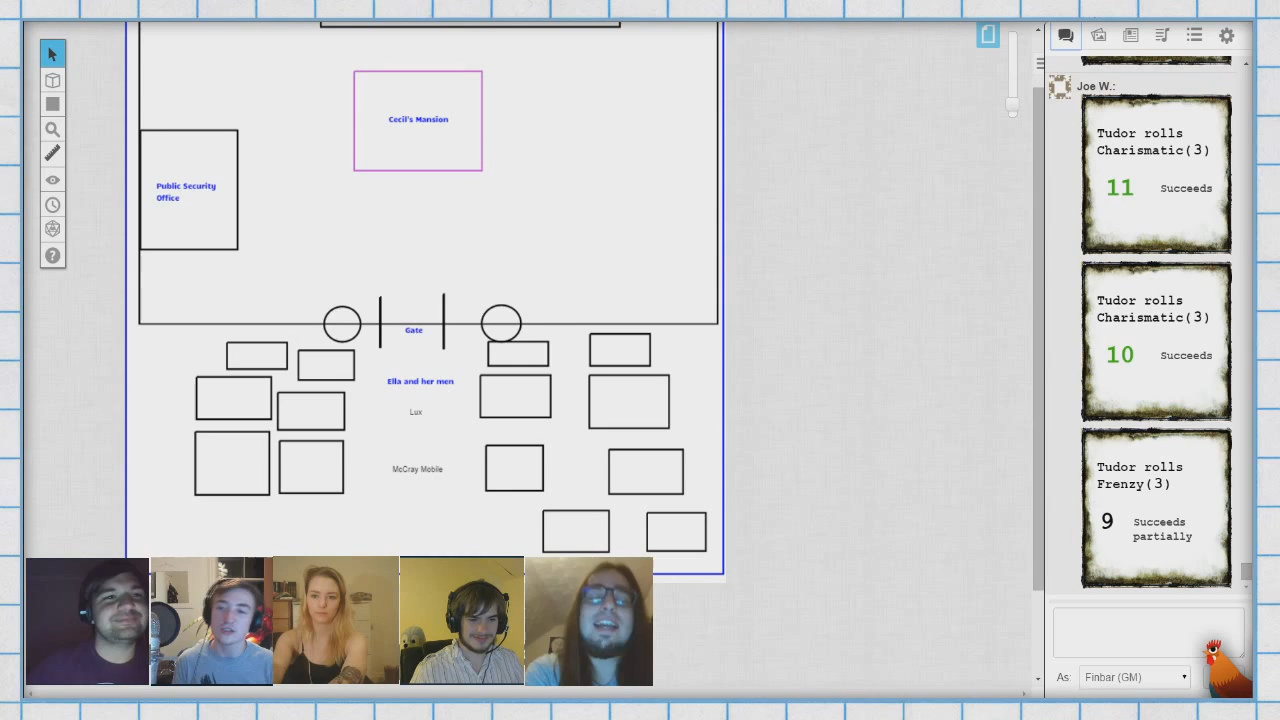 Cecil's Mansion
Public Security
Office
Gate
Ella and her men
Lux
McCray Mobile
Joe W.:
Tudor rolls
Charismatic(3)
11 Succeeds
Tudor rolls
Charismatic(3)
10 Succeeds
Tudor rolls
Frenzy(3)
9 Succeeds
partially
As: Finbar (GM)